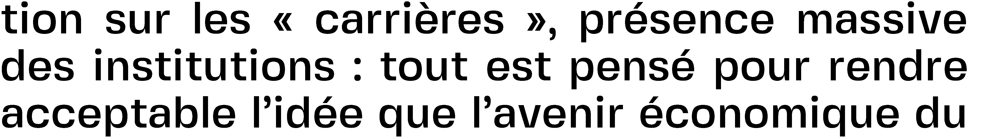 tion sur les « carrières », présence massive
des institutions : tout est pensé pour rendre
acceptable l’idée que l’avenir économique du